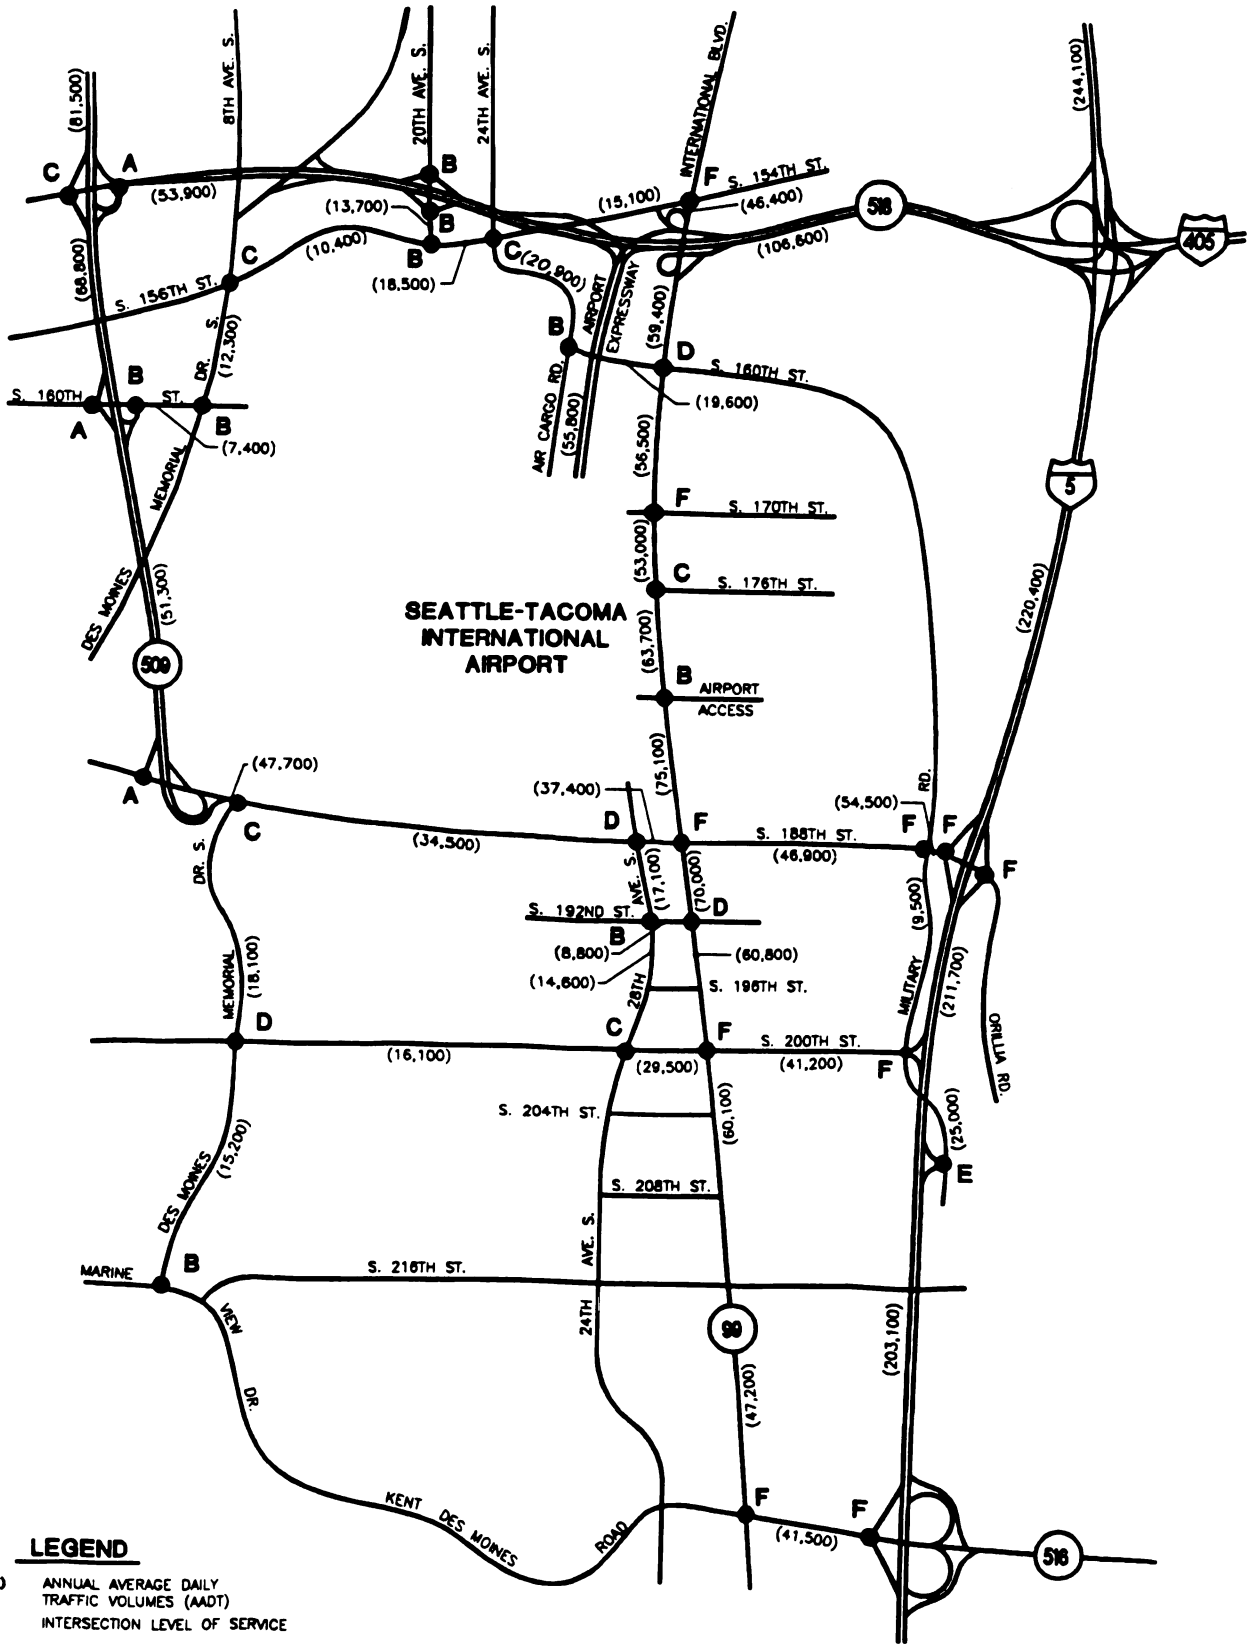 8TH AVE. S.
20TH AVE. S.
24TH AVE. S.
INTERNATIONAL BLVD.
(244,100)
(81,500)
C
A
B
F
S. 154TH ST.
(53,900)
(15,100)
(46,400)
518
(13,700)
B
(10,400)
B
C
(106,600)
405
(68,800)
(18,500)
(20,900)
C
S. 156TH ST.
AIRPORT
EXPRESSWAY
(59,400)
DR. S.
(12,300)
B
D
S. 160TH ST.
B
S. 160TH ST.
(19,600)
A
B
(7,400)
AIR CARGO RD.
(55,800)
(56,500)
MEMORIAL
5
F
S. 170TH ST.
(53,000)
C
S. 176TH ST.
DES MOINES
(51,300)
(220,400)
SEATTLE-TACOMA
INTERNATIONAL
AIRPORT
(63,700)
509
B
AIRPORT
ACCESS
(75,100)
(47,700)
A
(37,400)
RD.
(54,500)
C
(34,500)
D
F
S. 188TH ST.
(46,900)
F
F
F
DR. S.
AVE. S.
(17,100)
(70,000)
(9,500)
S. 192ND ST.
B
D
(8,800)
(60,800)
(14,600)
MEMORIAL
(18,100)
28TH
S. 196TH ST.
MILITARY
(211,700)
D
C
F
S. 200TH ST.
ORILLIA RD.
(16,100)
(29,500)
(41,200)
F
S. 204TH ST.
(60,100)
(25,000)
(15,200)
DES MOINES
E
S. 208TH ST.
MARINE
B
S. 216TH ST.
AVE. S.
VIEW
24TH
99
(203,100)
DR.
(47,200)
KENT
DES MOINES
ROAD
F
F
(41,500)
516
LEGEND
)
ANNUAL AVERAGE DAILY
TRAFFIC VOLUMES (AADT)
INTERSECTION LEVEL OF SERVICE